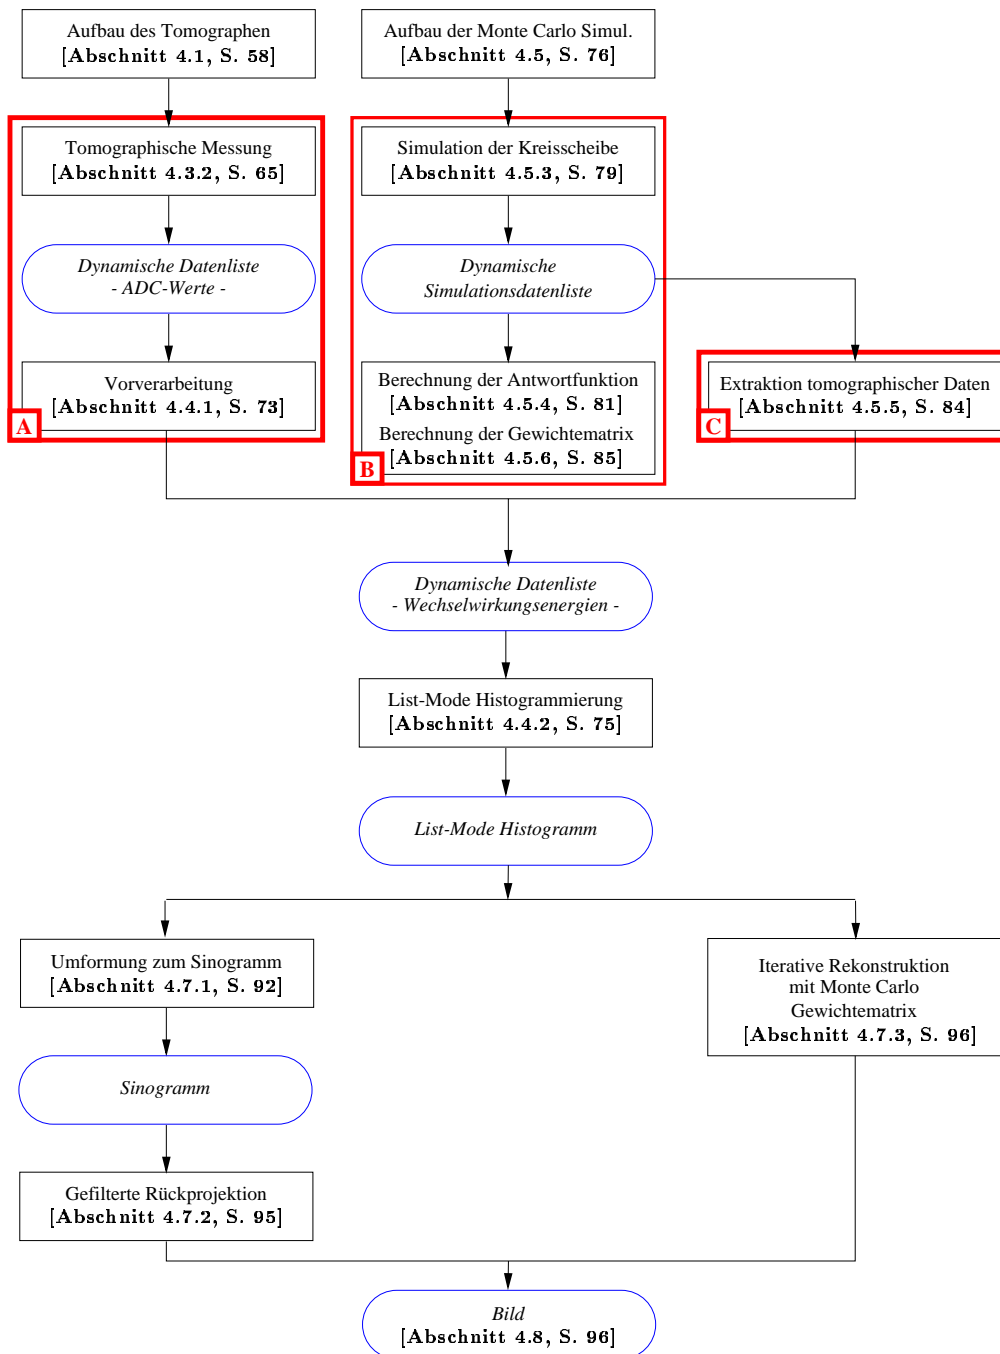 Aufbau des Tomographen
[Abschnitt 4.1, S. 58]
Aufbau der Monte Carlo Simul.
[Abschnitt 4.5, S. 76]
Tomographische Messung
[Abschnitt 4.3.2, S. 65]
Simulation der Kreisscheibe
[Abschnitt 4.5.3, S. 79]
Dynamische Datenliste
- ADC-Werte -
Dynamische
Simulationsdatenliste
Vorverarbeitung
[Abschnitt 4.4.1, S. 73]
A
Berechnung der Antwortfunktion
[Abschnitt 4.5.4, S. 81]
Berechnung der Gewichtematrix
[Abschnitt 4.5.6, S. 85]
B
Extraktion tomographischer Daten
[Abschnitt 4.5.5, S. 84]
C
Dynamische Datenliste
- Wechselwirkungsenergien -
List-Mode Histogrammierung
[Abschnitt 4.4.2, S. 75]
List-Mode Histogramm
Umformung zum Sinogramm
[Abschnitt 4.7.1, S. 92]
Iterative Rekonstruktion
mit Monte Carlo
Gewichtematrix
[Abschnitt 4.7.3, S. 96]
Sinogramm
Gefilterte Rückprojektion
[Abschnitt 4.7.2, S. 95]
Bild
[Abschnitt 4.8, S. 96]